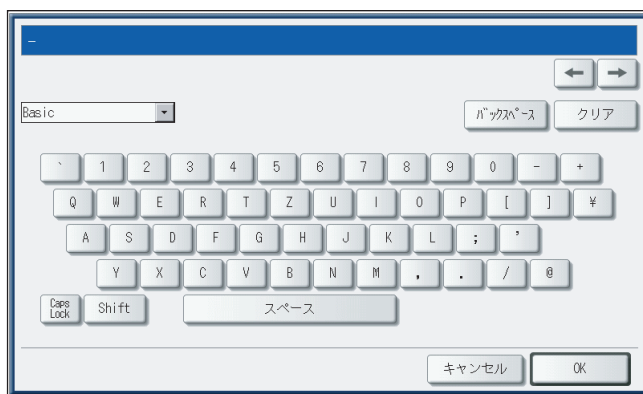 _
← →
Basic バックスペース クリア
` 1 2 3 4 5 6 7 8 9 0 - +
Q W E R T Z U I O P [ ] ¥
A S D F G H J K L ; '
Y X C V B N M , . / @
Caps Lock Shift スペース
キャンセル OK